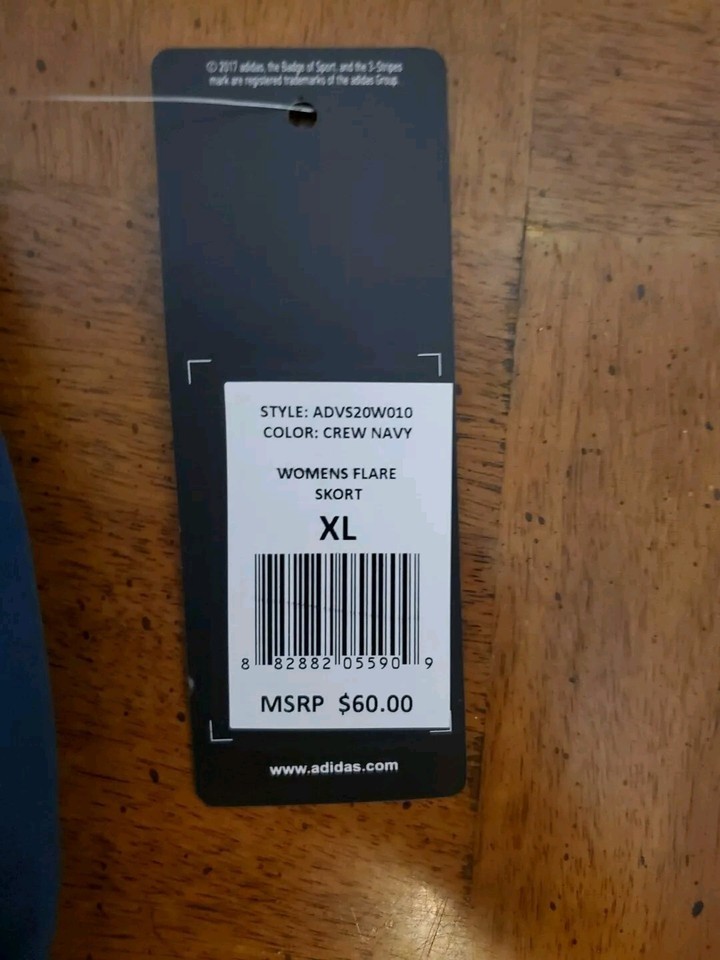 © 2017 adidas, the Badge of Sport, and the 3-Stripes
mark are registered trademarks of the adidas Group.
STYLE: ADVS20W010
COLOR: CREW NAVY
WOMENS FLARE
SKORT
XL
8 82882 05590 9
MSRP $60.00
www.adidas.com